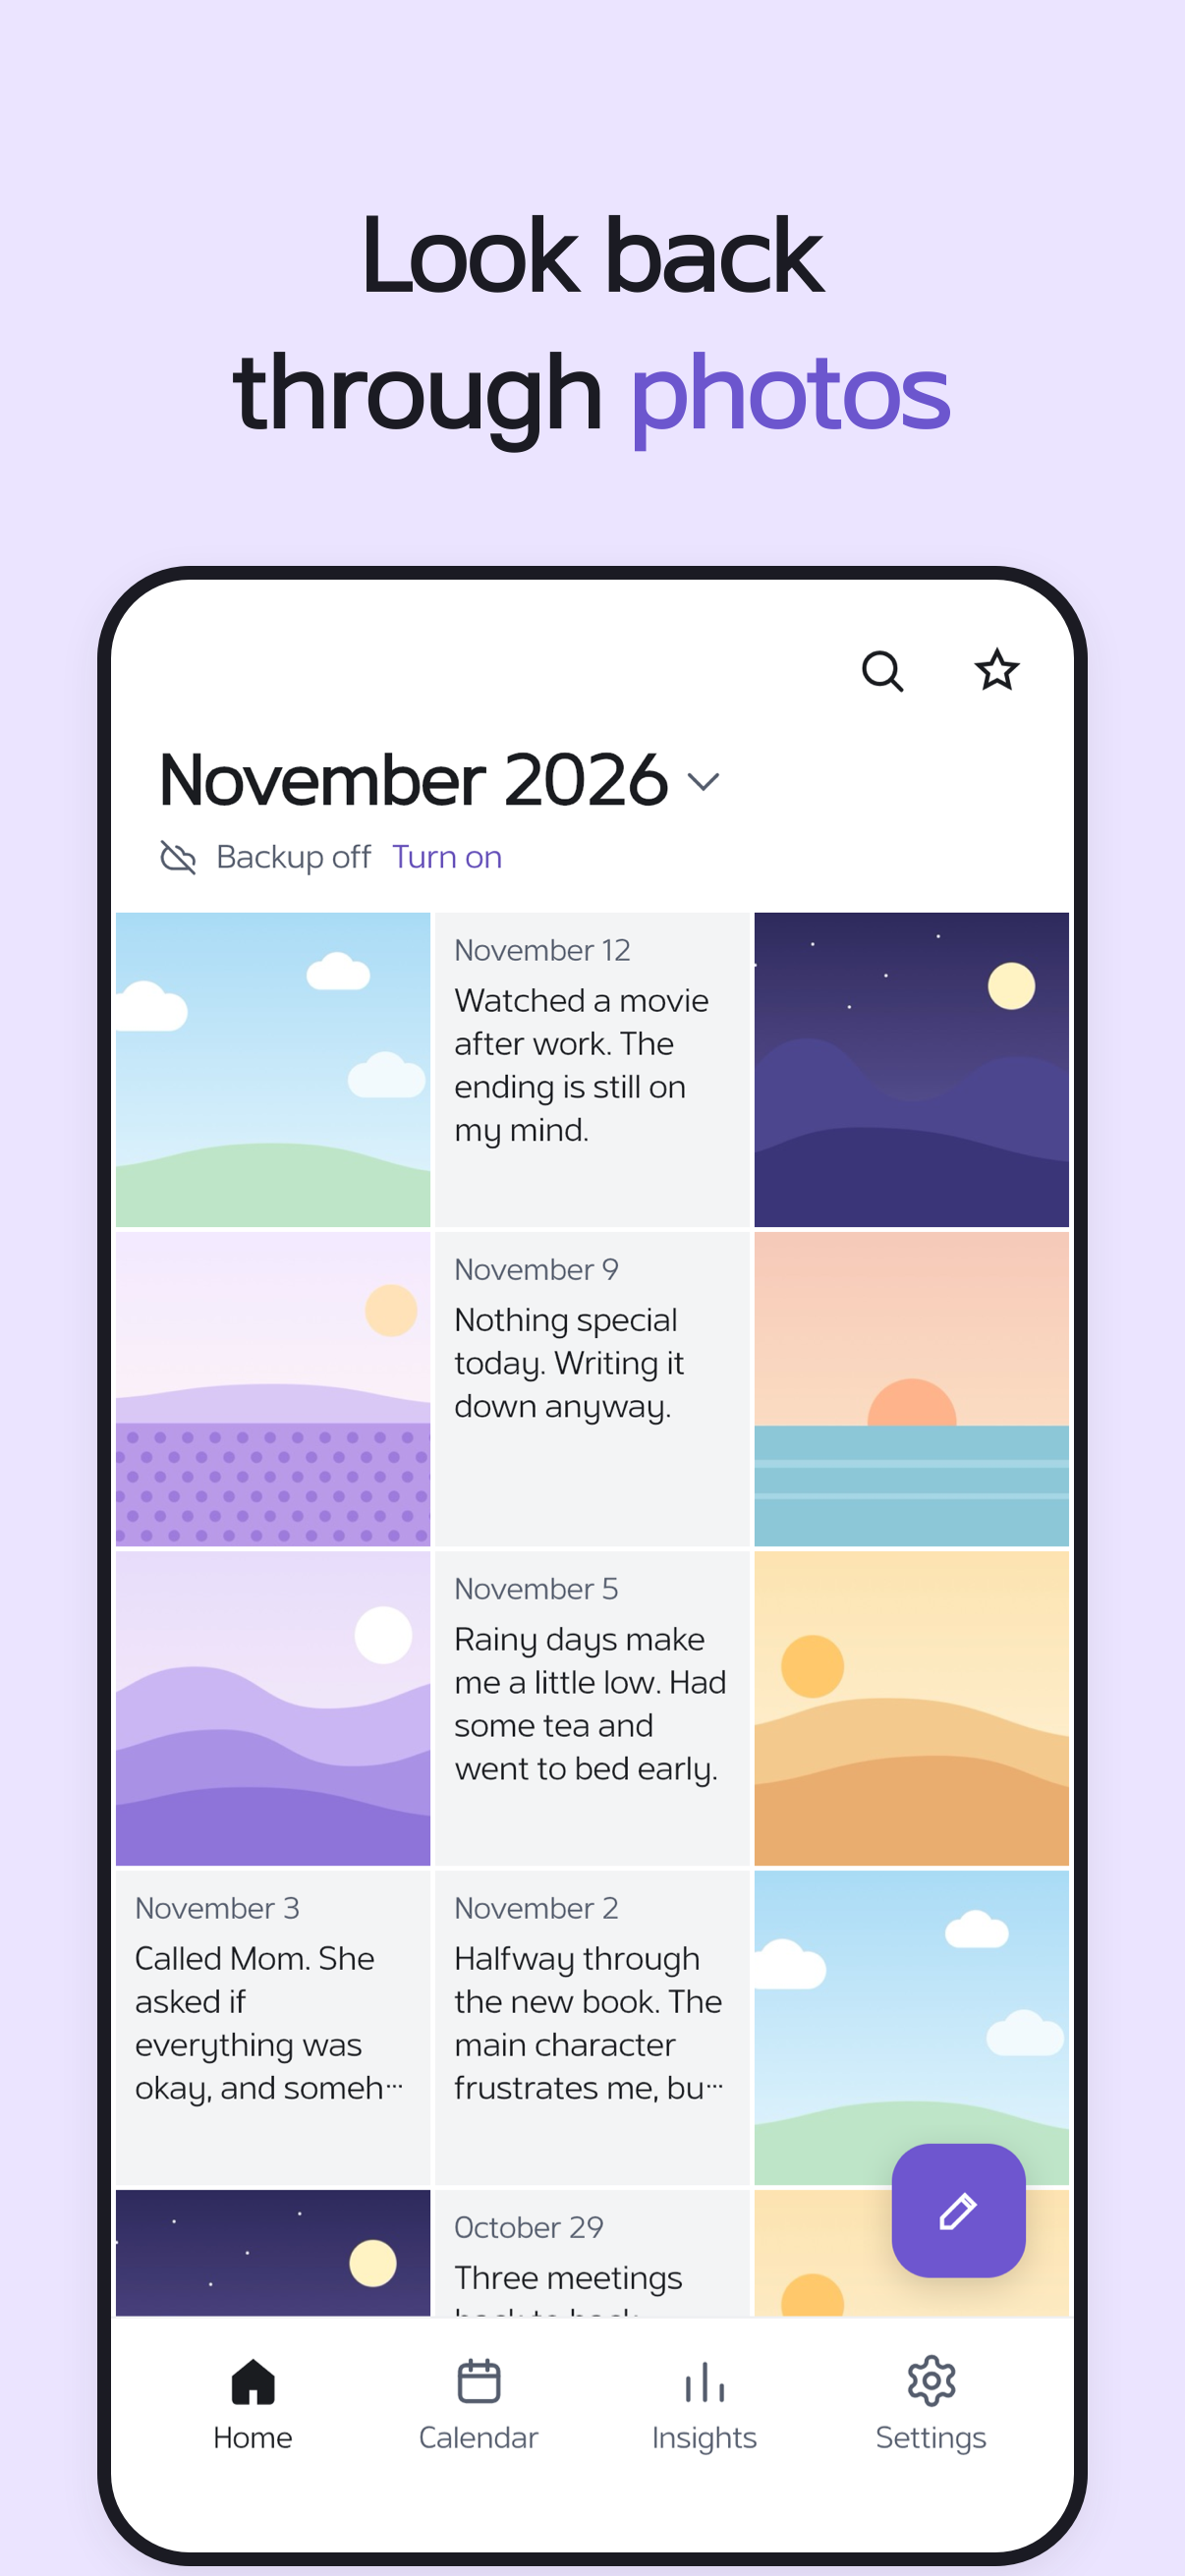 Look back
through photos
November 2026
Backup off Turn on
November 12
Watched a movie
after work. The
ending is still on
my mind.
November 9
Nothing special
today. Writing it
down anyway.
November 5
Rainy days make
me a little low. Had
some tea and
went to bed early.
November 3
Called Mom. She
asked if
everything was
okay, and someh…
November 2
Halfway through
the new book. The
main character
frustrates me, bu…
October 29
Three meetings
Home
Calendar
Insights
Settings